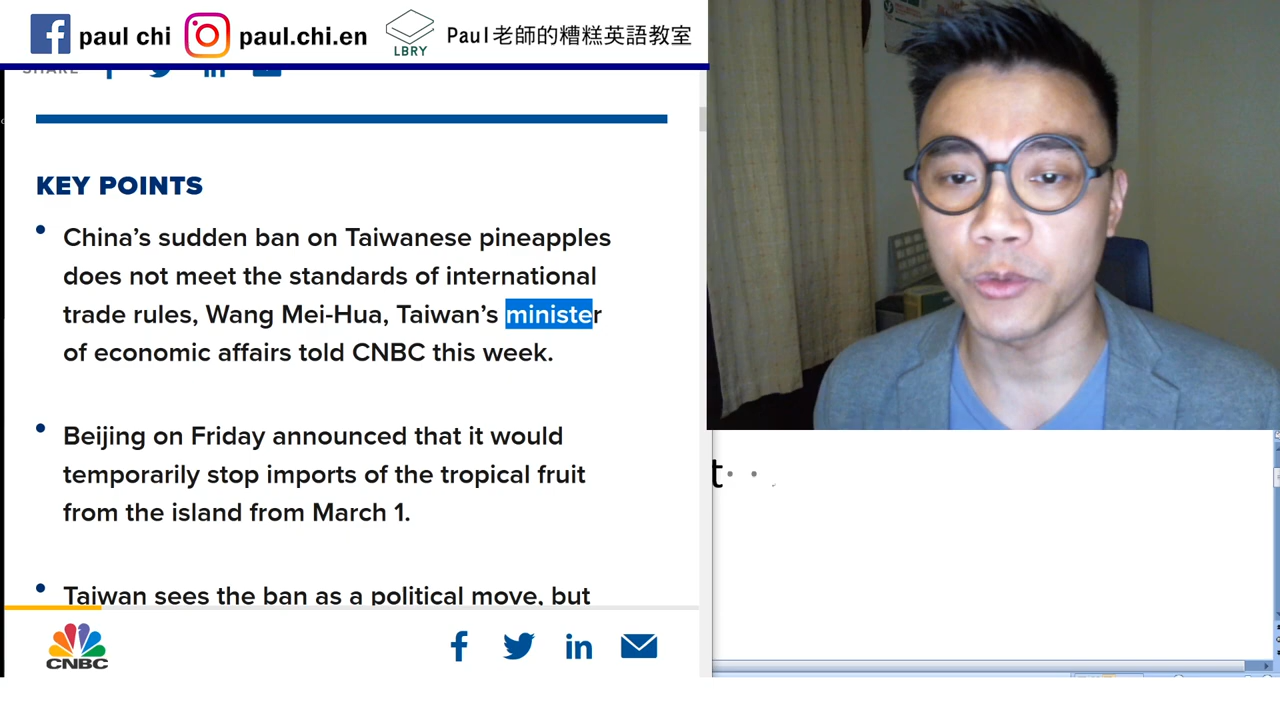 paul chi
paul.chi.en
LBRY
Paul老師的糟糕英語教室
SHARE
KEY POINTS
China's sudden ban on Taiwanese pineapples
does not meet the standards of international
trade rules, Wang Mei-Hua, Taiwan's minister
of economic affairs told CNBC this week.
Beijing on Friday announced that it would
temporarily stop imports of the tropical fruit
from the island from March 1.
Taiwan sees the ban as a political move, but
t
CNBC